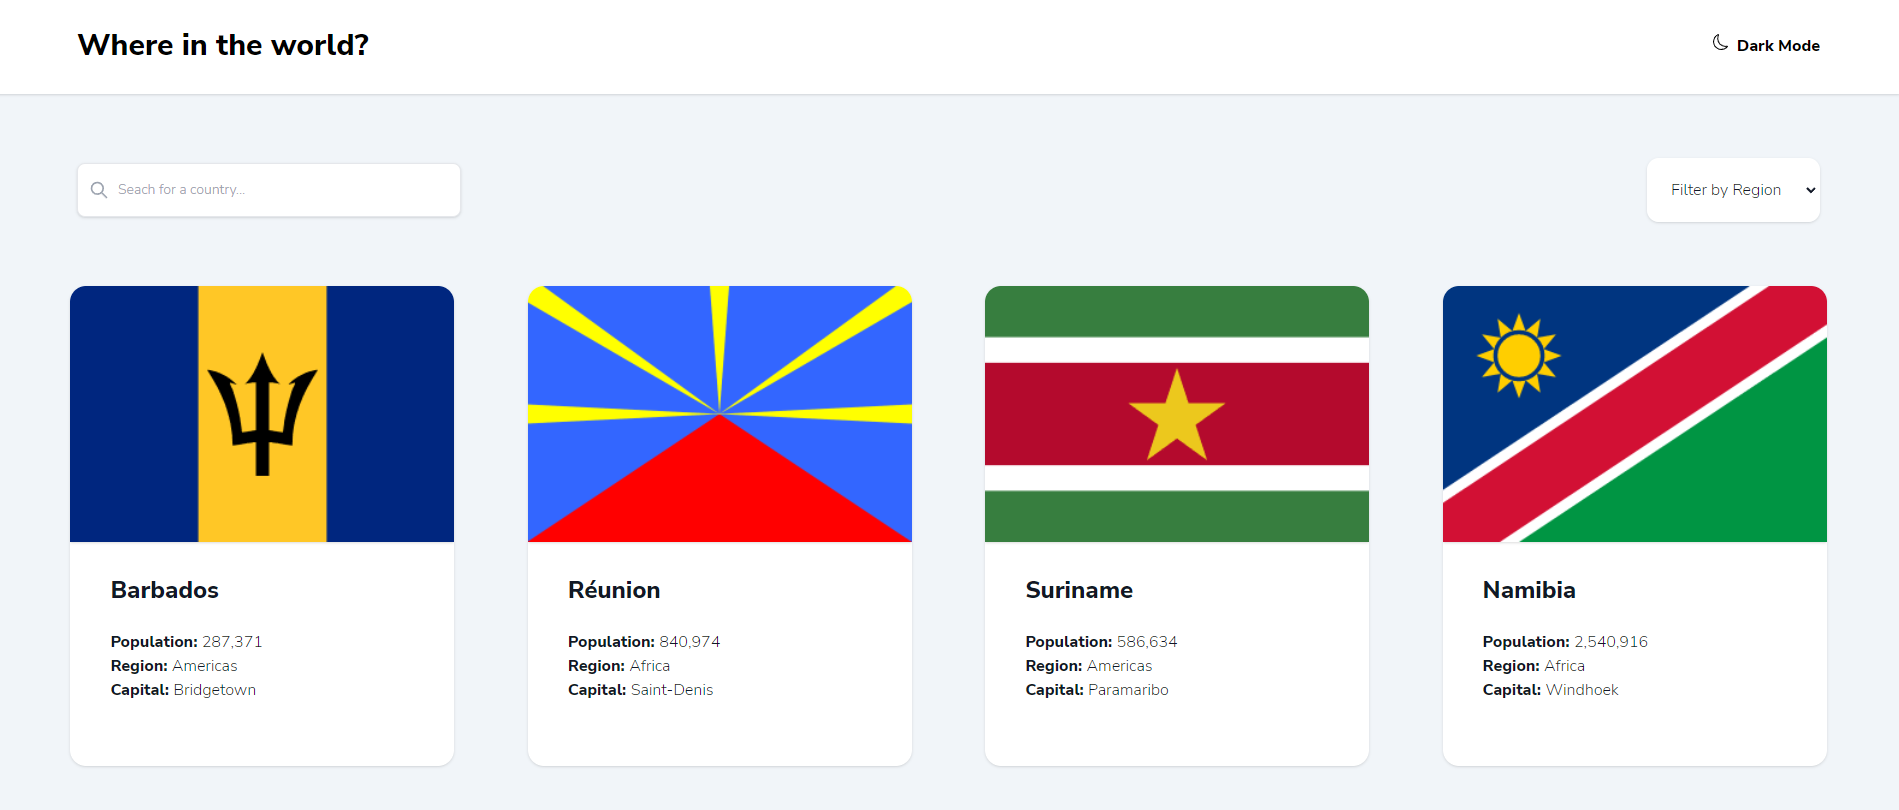 Where in the world?
Dark Mode
Seach for a country...
Filter by Region
Barbados
Population: 287,371
Region: Americas
Capital: Bridgetown
Réunion
Population: 840,974
Region: Africa
Capital: Saint-Denis
Suriname
Population: 586,634
Region: Americas
Capital: Paramaribo
Namibia
Population: 2,540,916
Region: Africa
Capital: Windhoek